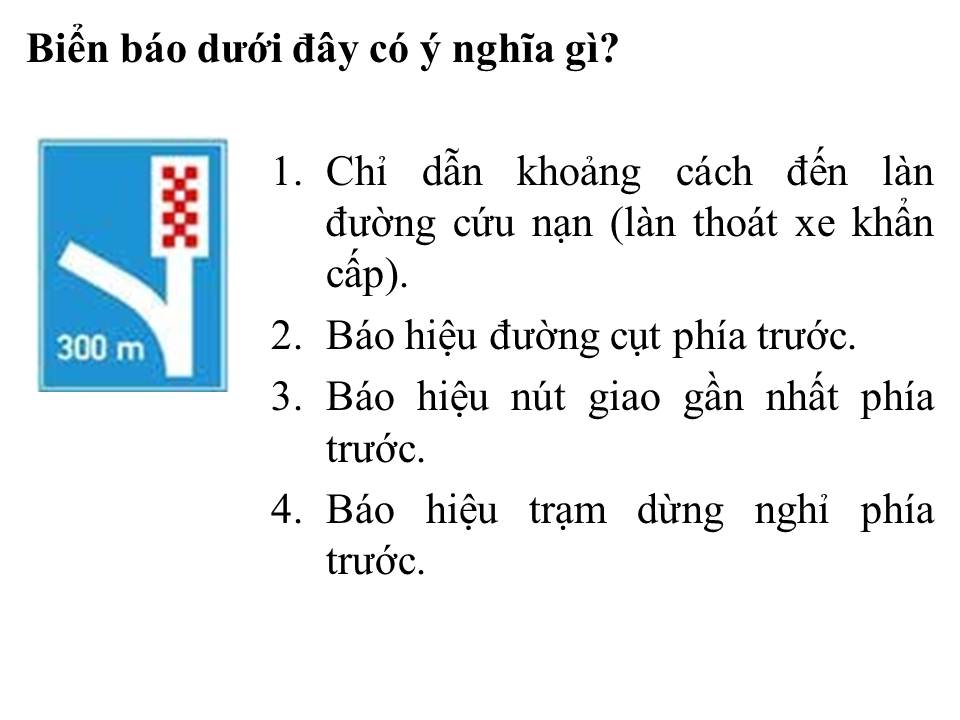 Biển báo dưới đây có ý nghĩa gì?
300 m
1. Chỉ dẫn khoảng cách đến làn
đường cứu nạn (làn thoát xe khẩn
cấp).
2. Báo hiệu đường cụt phía trước.
3. Báo hiệu nút giao gần nhất phía
trước.
4. Báo hiệu trạm dừng nghỉ phía
trước.